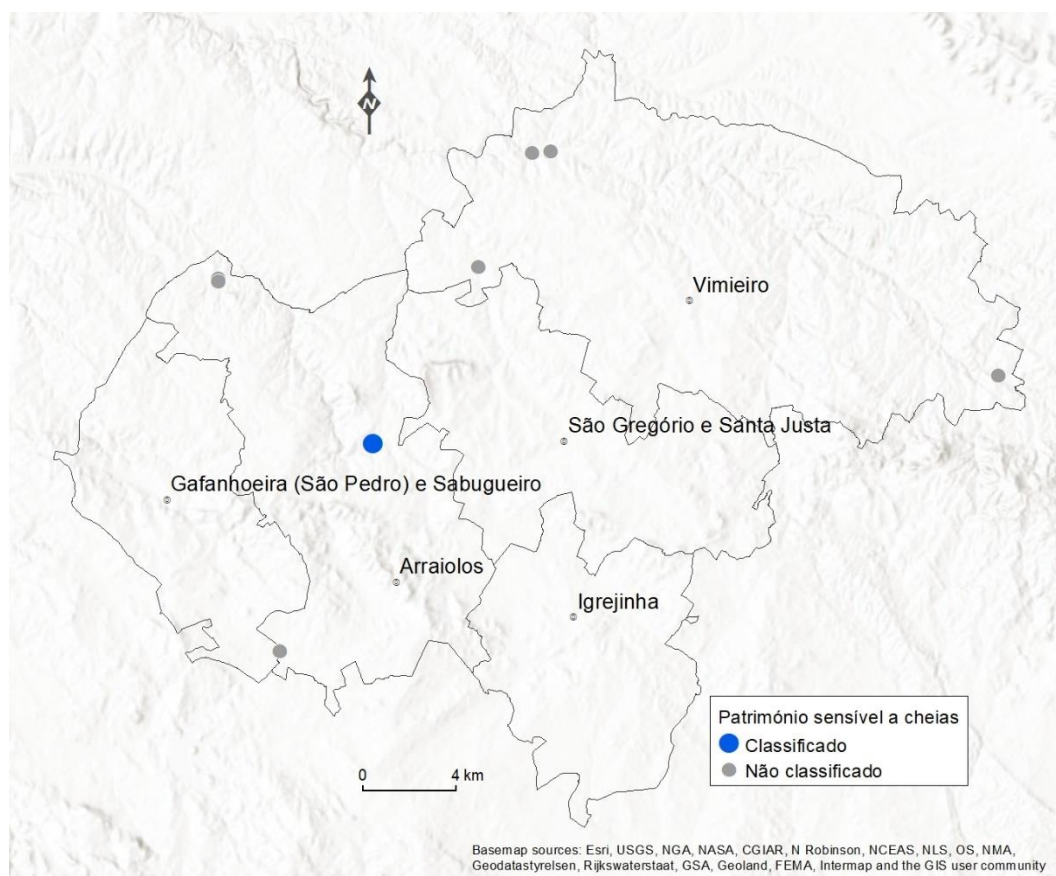 N
Vimieiro
São Gregório e Santa Justa
Gafanhoeira (São Pedro) e Sabugueiro
Arraiolos
Igrejinha
Património sensível a cheias
Classificado
Não classificado
0 4 km
Basemap sources: Esri, USGS, NGA, NASA, CGIAR, N Robinson, NCEAS, NLS, OS, NMA,
Geodatastyrelsen, Rijkswaterstaat, GSA, Geoland, FEMA, Intermap and the GIS user community